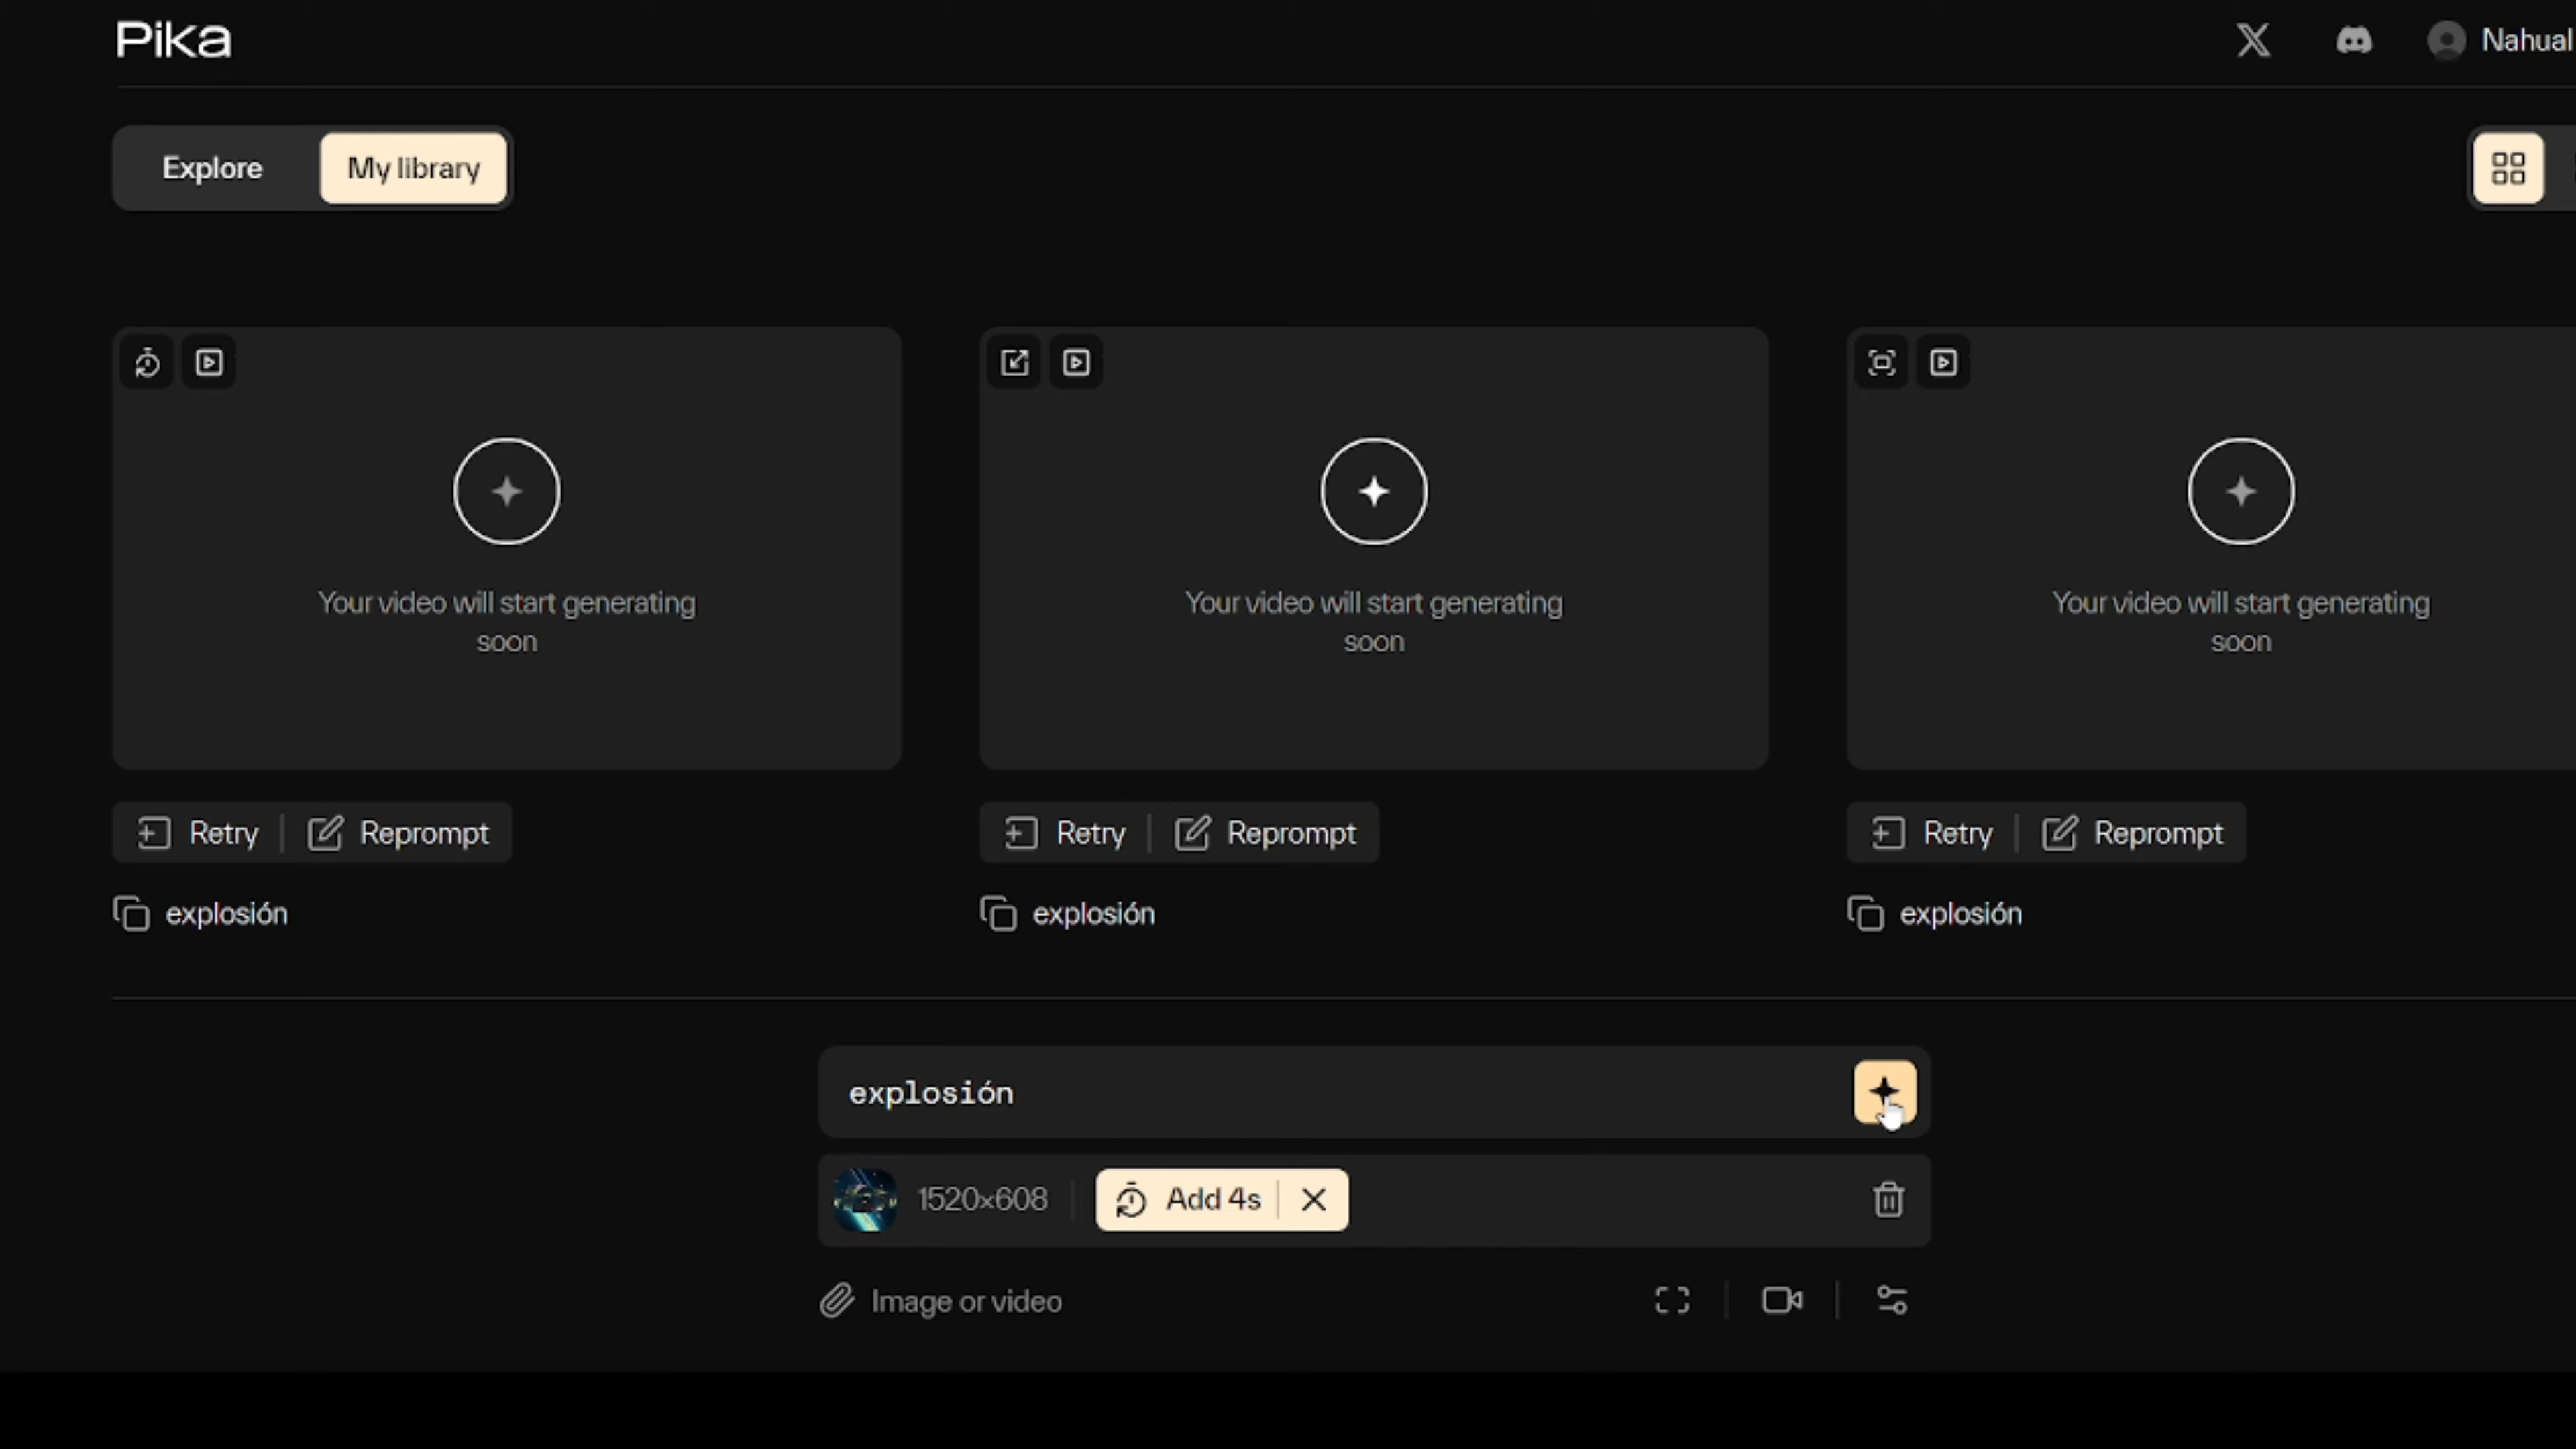 Pika
Nahual
Explore
My library
Your video will start generating
soon
Your video will start generating
soon
Your video will start generating
soon
Retry
Reprompt
Retry
Reprompt
Retry
Reprompt
explosión
explosión
explosión
explosión
1520×608
Add 4s
Image or video